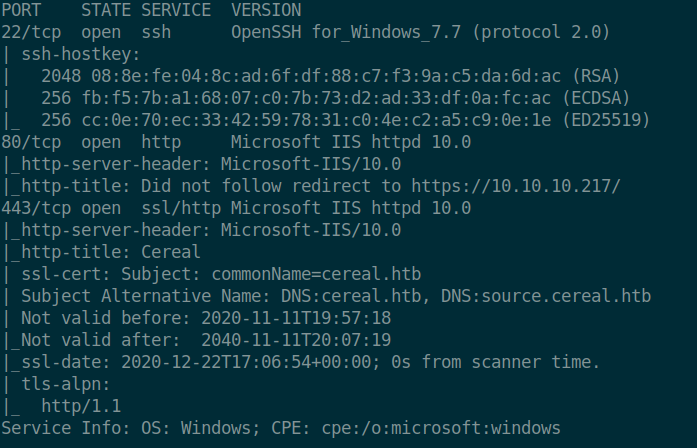 PORT    STATE SERVICE  VERSION
22/tcp  open  ssh      OpenSSH for_Windows_7.7 (protocol 2.0)
| ssh-hostkey:
|   2048 08:8e:fe:04:8c:ad:6f:df:88:c7:f3:9a:c5:da:6d:ac (RSA)
|   256 fb:f5:7b:a1:68:07:c0:7b:73:d2:ad:33:df:0a:fc:ac (ECDSA)
|_  256 cc:0e:70:ec:33:42:59:78:31:c0:4e:c2:a5:c9:0e:1e (ED25519)
80/tcp  open  http     Microsoft IIS httpd 10.0
|_http-server-header: Microsoft-IIS/10.0
|_http-title: Did not follow redirect to https://10.10.10.217/
443/tcp open  ssl/http Microsoft IIS httpd 10.0
|_http-server-header: Microsoft-IIS/10.0
|_http-title: Cereal
| ssl-cert: Subject: commonName=cereal.htb
| Subject Alternative Name: DNS:cereal.htb, DNS:source.cereal.htb
| Not valid before: 2020-11-11T19:57:18
|_Not valid after:  2040-11-11T20:07:19
|_ssl-date: 2020-12-22T17:06:54+00:00; 0s from scanner time.
| tls-alpn:
|_  http/1.1
Service Info: OS: Windows; CPE: cpe:/o:microsoft:windows